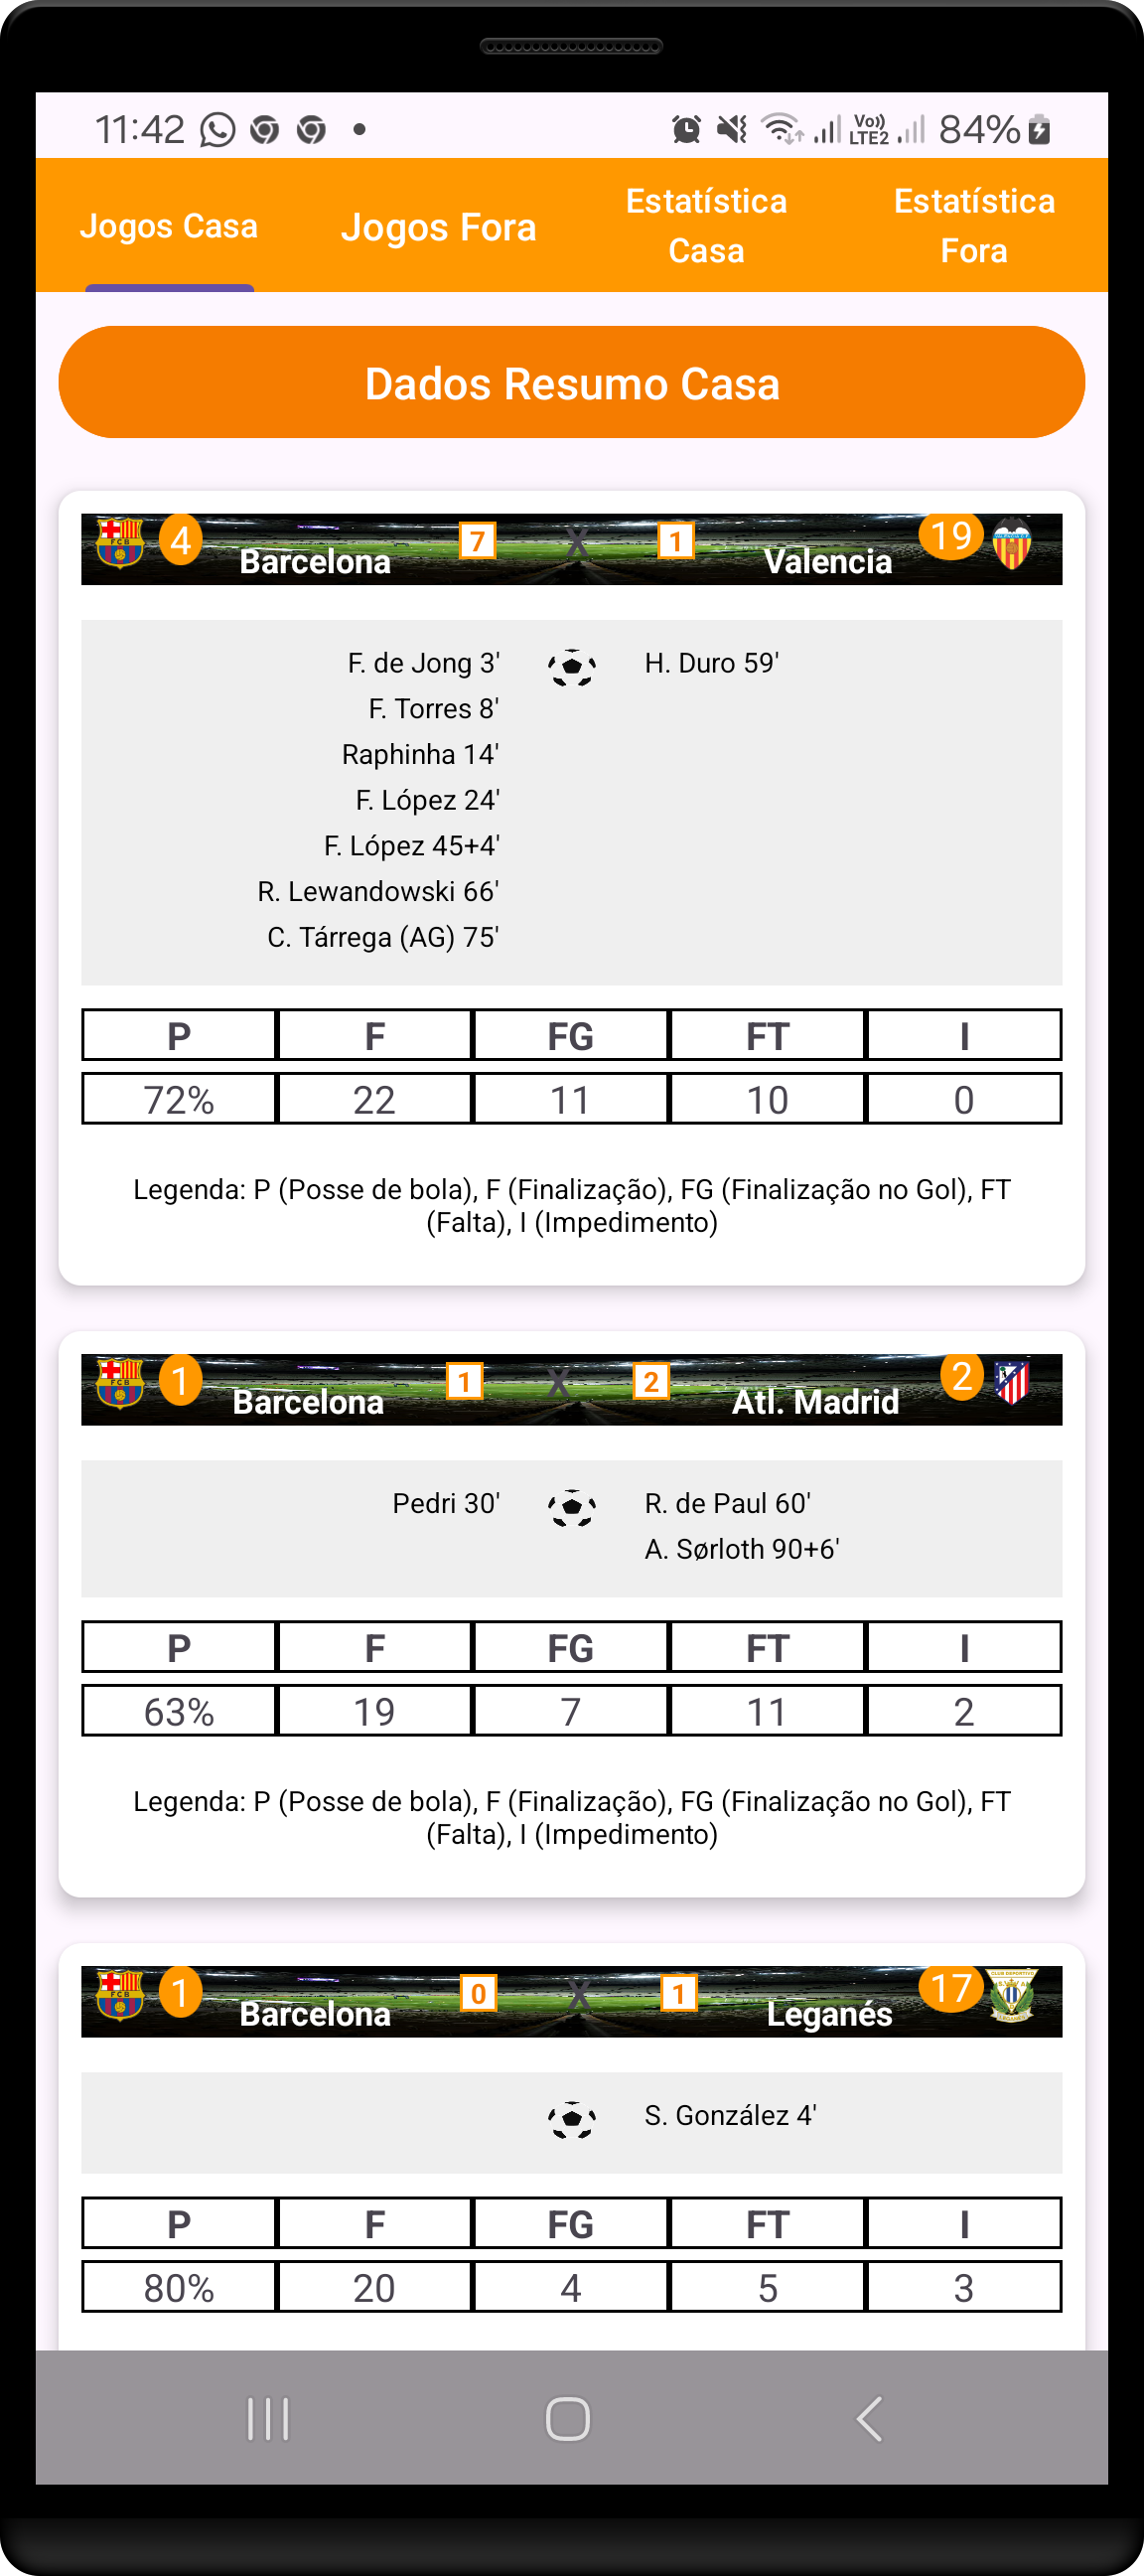 11:42
Vo))
LTE2
84%
Jogos Casa
Jogos Fora
Estatística
Casa
Estatística
Fora
Dados Resumo Casa
4 Barcelona 7 X 1 Valencia 19
F. de Jong 3' H. Duro 59'
F. Torres 8'
Raphinha 14'
F. López 24'
F. López 45+4'
R. Lewandowski 66'
C. Tárrega (AG) 75'
P F FG FT I
72% 22 11 10 0
Legenda: P (Posse de bola), F (Finalização), FG (Finalização no Gol), FT
(Falta), I (Impedimento)
1 Barcelona 1 X 2 Atl. Madrid 2
Pedri 30' R. de Paul 60'
A. Sørloth 90+6'
P F FG FT I
63% 19 7 11 2
Legenda: P (Posse de bola), F (Finalização), FG (Finalização no Gol), FT
(Falta), I (Impedimento)
1 Barcelona 0 X 1 Leganés 17
S. González 4'
P F FG FT I
80% 20 4 5 3